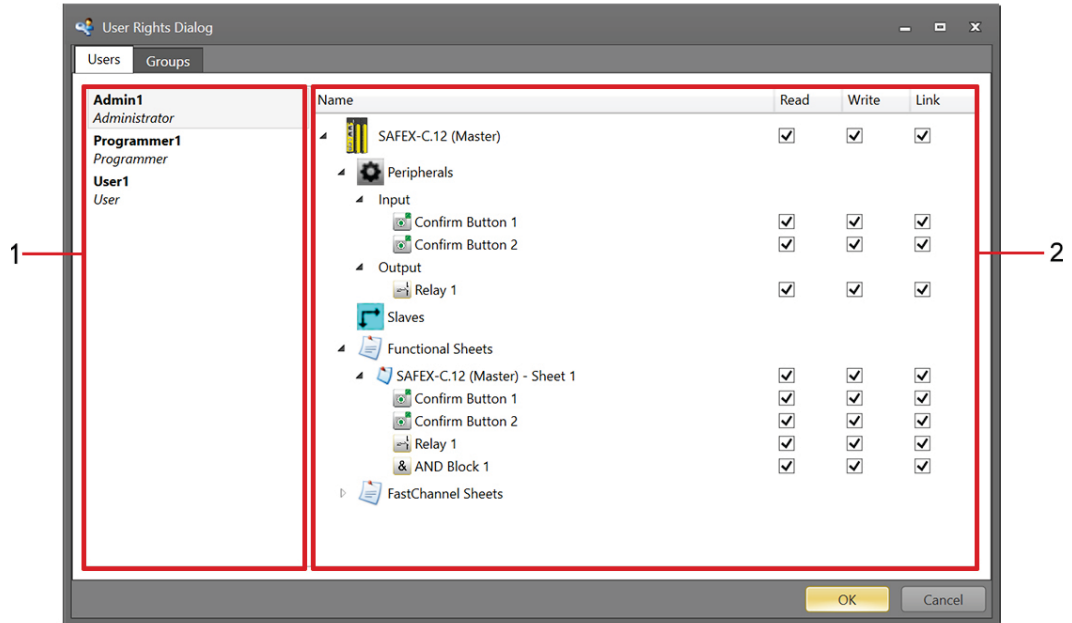 User Rights Dialog
Users Groups
Admin1
Administrator
Programmer1
Programmer
User1
User
Name Read Write Link
SAFEX-C.12 (Master)
Peripherals
Input
Confirm Button 1
Confirm Button 2
Output
Relay 1
Slaves
Functional Sheets
SAFEX-C.12 (Master) - Sheet 1
Confirm Button 1
Confirm Button 2
Relay 1
& AND Block 1
FastChannel Sheets
1
2
OK Cancel